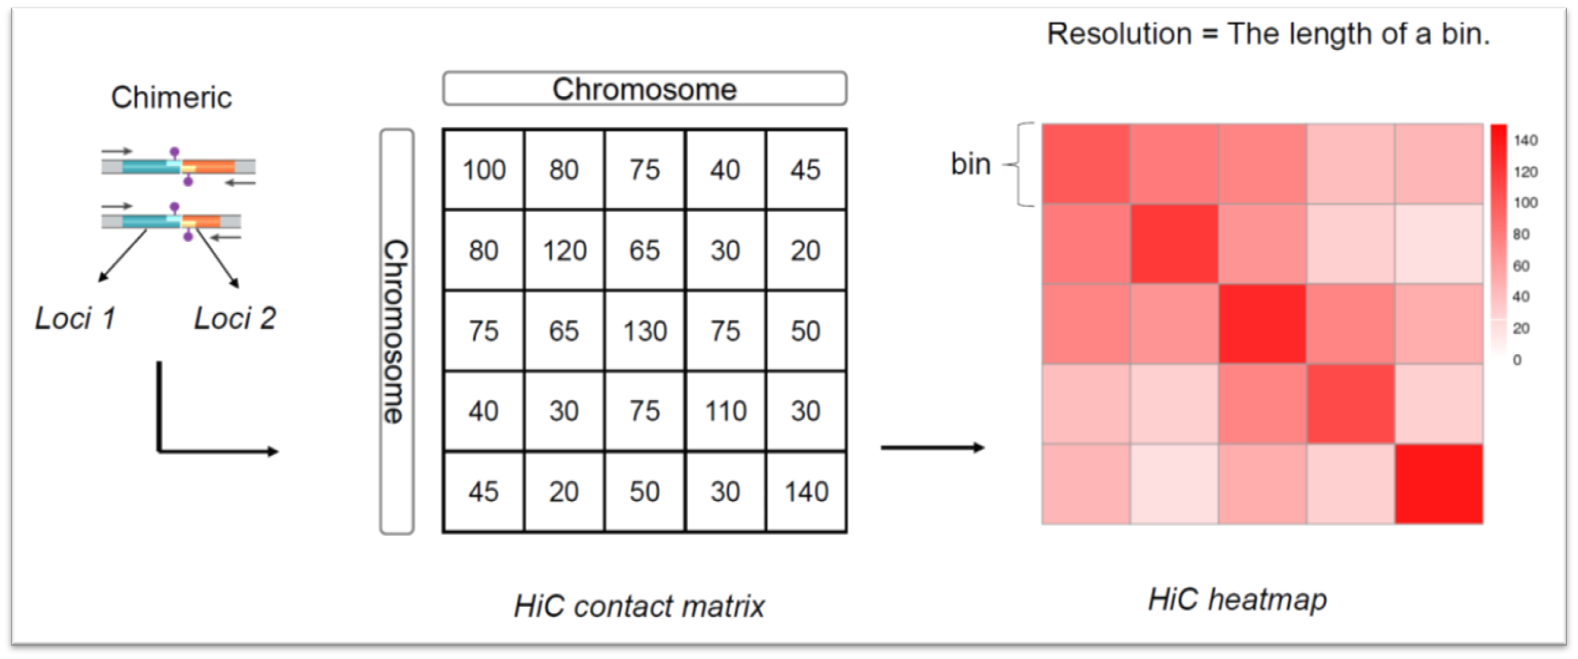 Resolution = The length of a bin.
Chimeric
Loci 1
Loci 2
Chromosome
Chromosome
100 80 75 40 45
80 120 65 30 20
75 65 130 75 50
40 30 75 110 30
45 20 50 30 140
HiC contact matrix
bin
140
120
100
80
60
40
20
0
HiC heatmap